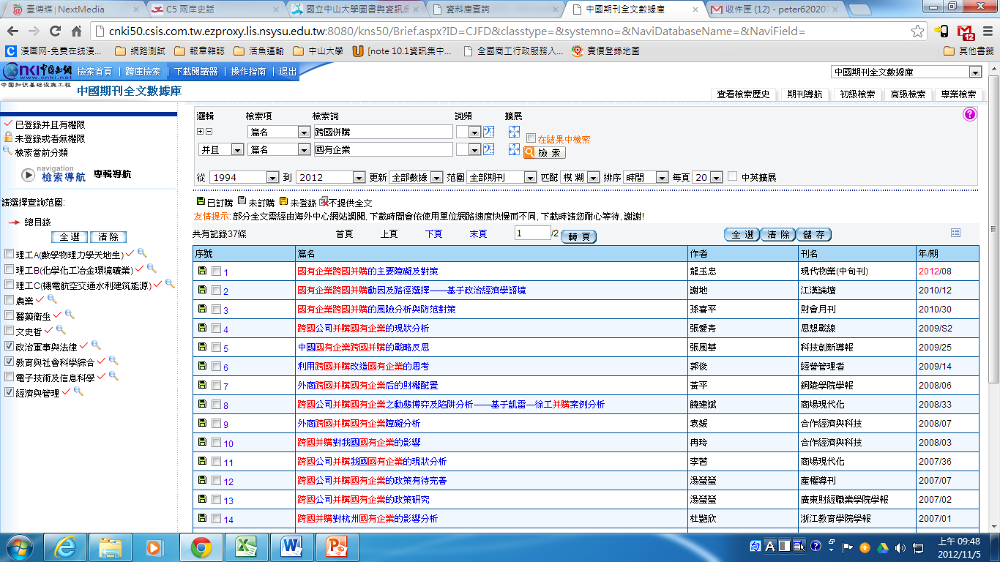 壹傳媒 | NextMedia
C5 兩岸史話
國立中山大學圖書與資訊處
資料庫查詢
中國期刊全文數據庫
收件匣 (12) - peter62020
cnki50.csis.com.tw.ezproxy.lis.nsysu.edu.tw:8080/kns50/Brief.aspx?ID=CJFD&classtype=&systemno=&NaviDatabaseName=&NaviField=
12
漫画网-免费在线漫...
網路測試
報章雜誌
活魚運輸
中山大學
[note 10.1資訊集中...
全國商工行政服務入...
實價登錄地圖
其他書籤
cnki 中国知网
www.cnki.net
中国知识基础设施工程
檢索首頁 | 跨庫檢索 | 下載閱讀器 | 操作指南 | 退出
中國期刊全文數據庫
中國期刊全文數據庫
查看檢索歷史 期刊導航 初級檢索 高級檢索 專業檢索
已登錄并且有權限
未登錄或者無權限
檢索當前分類
navigation
檢索導航 專輯導航
請選擇查詢范圍:
總目錄
全選 清除
理工A(數學物理力學天地生)
理工B(化學化工冶金環境礦業)
理工C(機電航空交通水利建筑能源)
農業
醫藥衛生
文史哲
政治軍事與法律
教育與社會科學綜合
電子技術及信息科學
經濟與管理
邏輯 檢索項 檢索詞 詞頻 擴展
篇名 跨國併購
在結果中檢索
并且 篇名 國有企業
檢 索
從 1994 到 2012 更新 全部數據 范圍 全部期刊 匹配 模 糊 排序 時間 每頁 20 中英擴展
已訂購 未訂購 未登錄 不提供全文
友情提示: 部分全文需經由海外中心網站調閱, 下載時間會依使用單位網路速度快慢而不同, 下載時請您耐心等待, 謝謝!
共有記錄37條 首頁 上頁 下頁 末頁 1 /2 轉 頁 全 選 清 除 儲 存
序號 篇名 作者 刊名 年/期
1 國有企業跨國并購的主要障礙及對策 龍玉忠 現代物業(中旬刊) 2012/08
2 國有企業跨國并購動因及路徑選擇——基于政治經濟學語境 謝地 江漢論壇 2010/12
3 國有企業跨國并購的風險分析與防范對策 孫喜平 財會月刊 2010/30
4 跨國公司并購國有企業的現狀分析 張愛青 思想戰線 2009/S2
5 中國國有企業跨國并購的戰略反思 張風華 科技創新導報 2009/25
6 利用跨國并購改造國有企業的思考 郭俊 經營管理者 2009/14
7 外商跨國并購國有企業后的財權配置 黃平 銅陵學院學報 2008/06
8 跨國公司并購國有企業之動態博弈及陷阱分析——基于凱雷—徐工并購案例分析 饒建斌 商場現代化 2008/33
9 外商跨國并購國有企業障礙分析 袁媛 合作經濟與科技 2008/07
10 跨國并購對我國國有企業的影響 冉玲 合作經濟與科技 2008/03
11 跨國公司并購我國國有企業的現狀分析 李茜 商場現代化 2007/36
12 跨國公司并購國有企業的政策有待完善 湯瑩瑩 產權導刊 2007/07
13 跨國公司并購國有企業的政策研究 湯瑩瑩 廣東財經職業學院學報 2007/02
14 跨國并購對杭州國有企業的影響分析 杜豔欣 浙江教育學院學報 2007/01
上午 09:48
2012/11/5